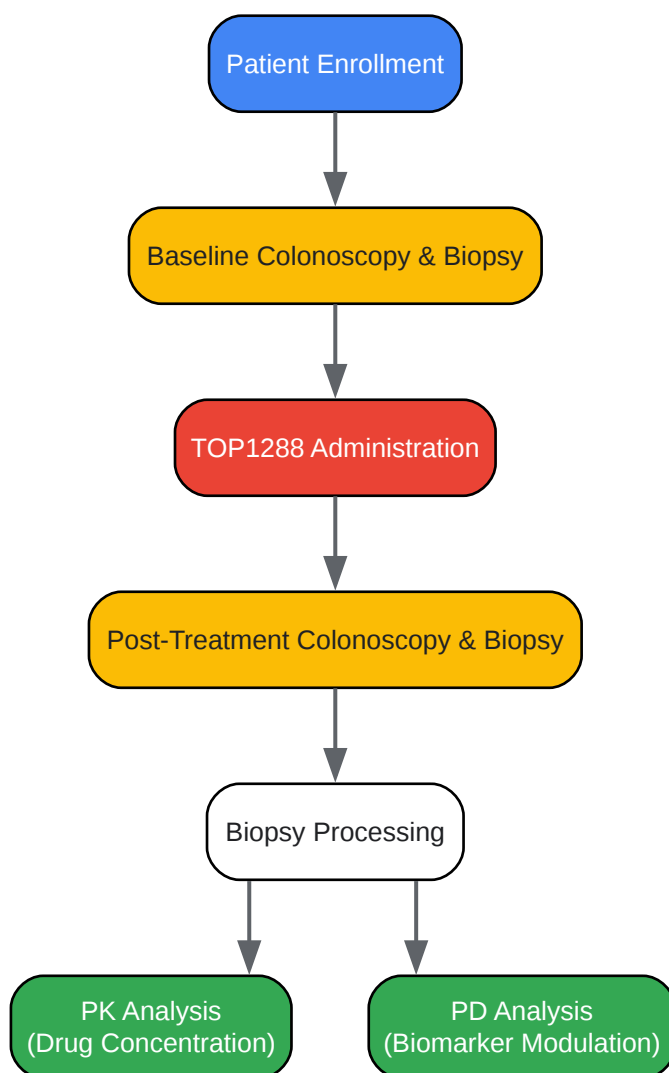 Patient Enrollment
Baseline Colonoscopy & Biopsy
TOP1288 Administration
Post-Treatment Colonoscopy & Biopsy
Biopsy Processing
PK Analysis
(Drug Concentration)
PD Analysis
(Biomarker Modulation)